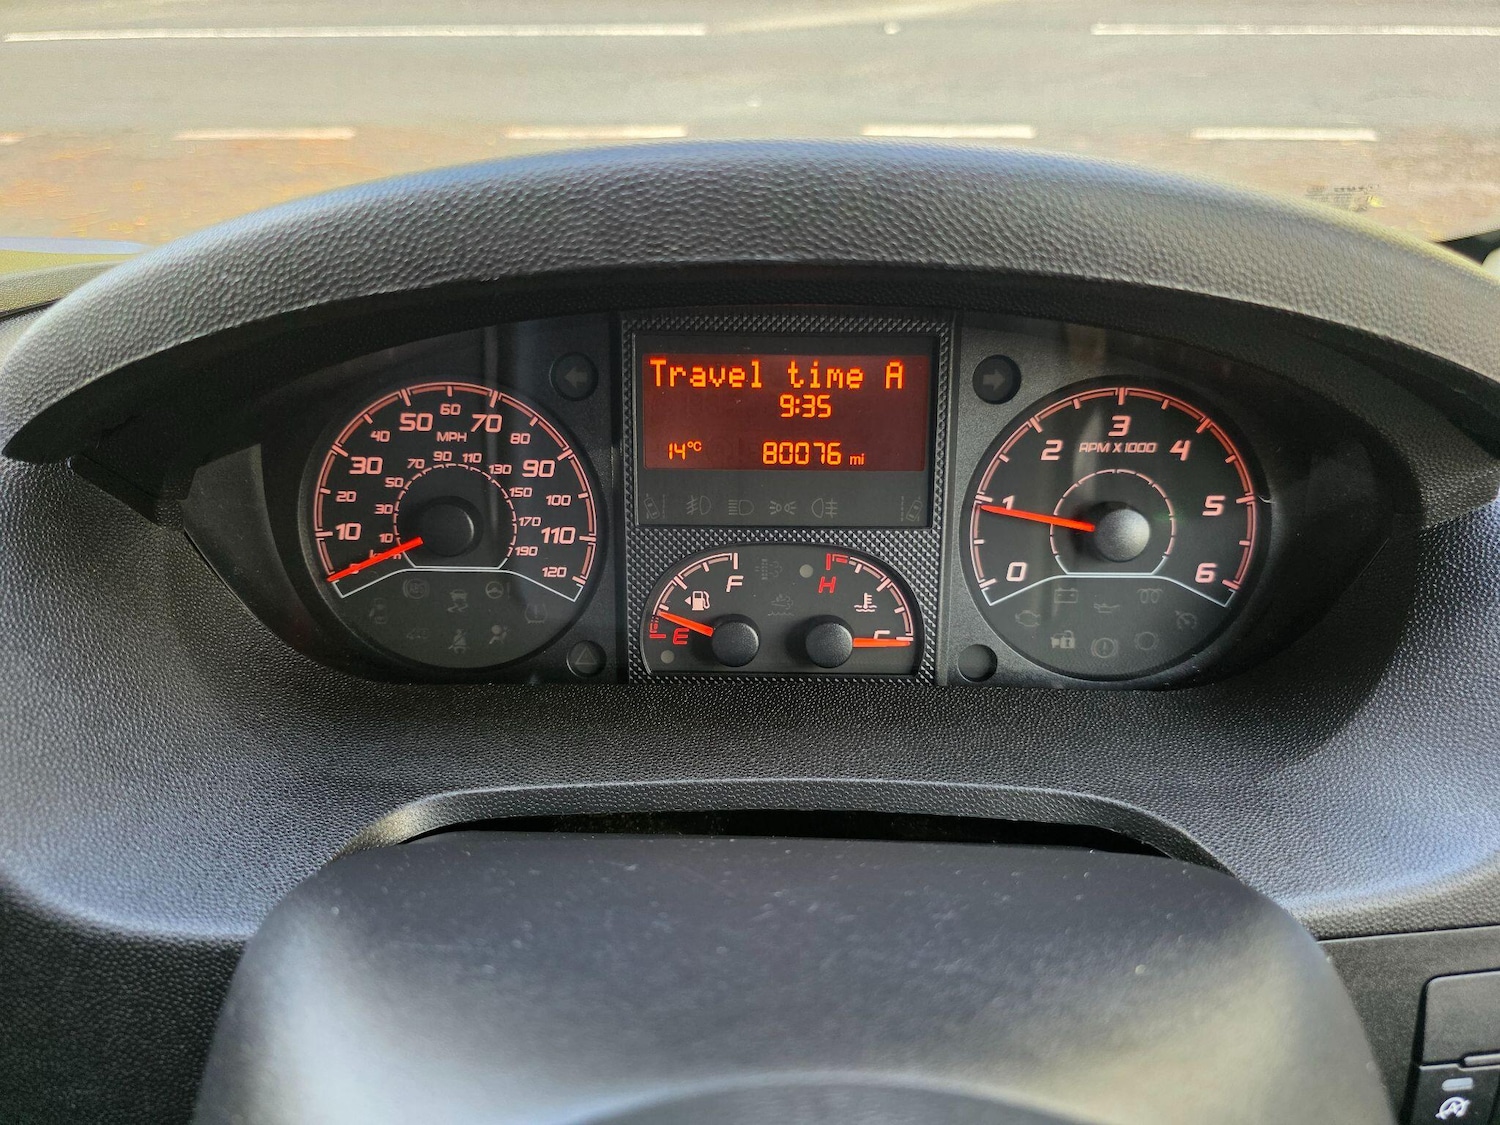 Travel time A
9:35
14°C 80076 mi
0 10 20 30 40 50 60 70 80 90 100 110 120
MPH
10 30 50 70 90 110 130 150 170 190
F
E
H
C
0 1 2 3 4 5 6
RPM X 1000